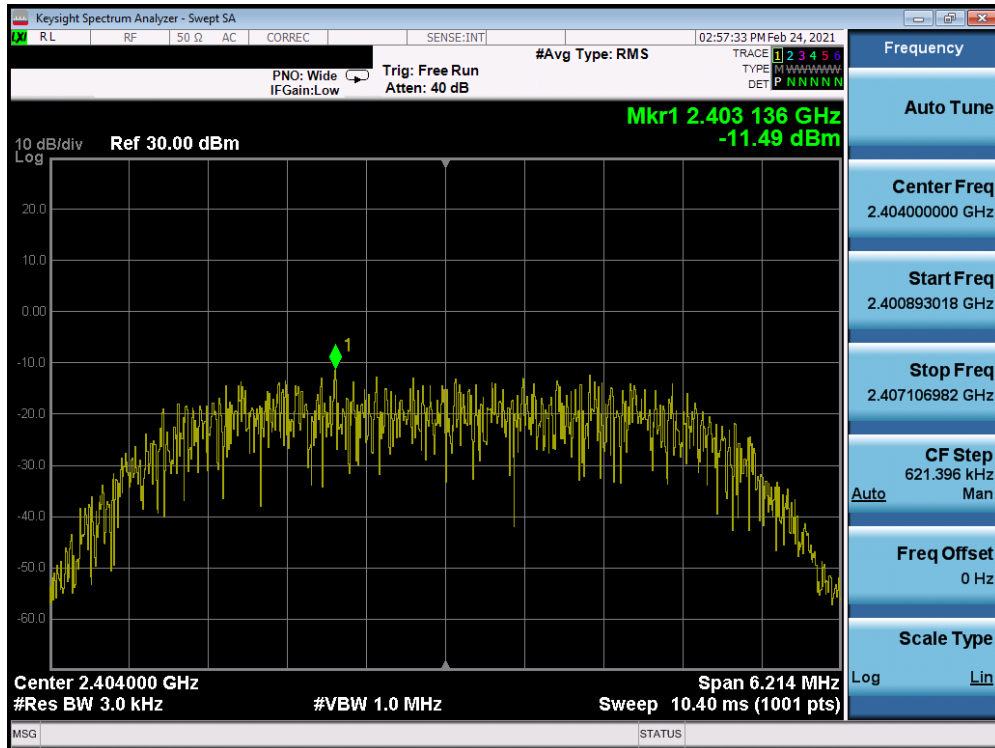 Keysight Spectrum Analyzer - Swept SA
LXI RL RF 50 Ω AC CORREC SENSE:INT 02:57:33 PM Feb 24, 2021
#Avg Type: RMS TRACE 1 2 3 4 5 6
PNO: Wide Trig: Free Run TYPE M WWWWW
IFGain:Low Atten: 40 dB DET P N N N N N
Mkr1 2.403 136 GHz
-11.49 dBm
10 dB/div Ref 30.00 dBm
Log
20.0
10.0
0.00
1
-10.0
-20.0
-30.0
-40.0
-50.0
-60.0
Center 2.404000 GHz Span 6.214 MHz
#Res BW 3.0 kHz #VBW 1.0 MHz Sweep 10.40 ms (1001 pts)
MSG STATUS
Frequency
Auto Tune
Center Freq
2.404000000 GHz
Start Freq
2.400893018 GHz
Stop Freq
2.407106982 GHz
CF Step
621.396 kHz
Auto Man
Freq Offset
0 Hz
Scale Type
Log Lin